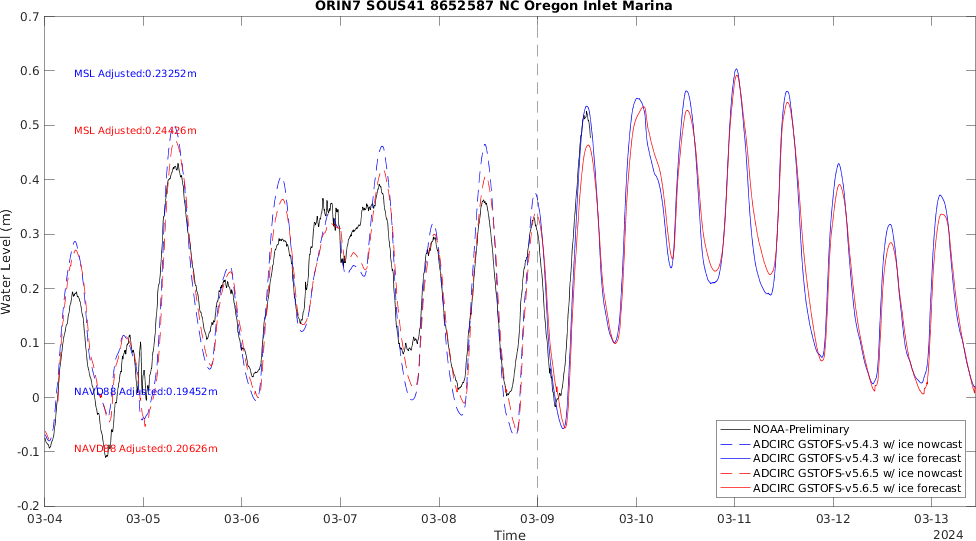 ORIN7 SOUS41 8652587 NC Oregon Inlet Marina
0.7
0.6
0.5
0.4
0.3
0.2
0.1
0
-0.1
-0.2
Water Level (m)
MSL Adjusted:0.23252m
MSL Adjusted:0.24426m
NAVD88 Adjusted:0.19452m
NAVD88 Adjusted:0.20626m
NOAA-Preliminary
ADCIRC GSTOFS-v5.4.3 w/ ice nowcast
ADCIRC GSTOFS-v5.4.3 w/ ice forecast
ADCIRC GSTOFS-v5.6.5 w/ ice nowcast
ADCIRC GSTOFS-v5.6.5 w/ ice forecast
03-04 03-05 03-06 03-07 03-08 03-09 03-10 03-11 03-12 03-13
2024
Time